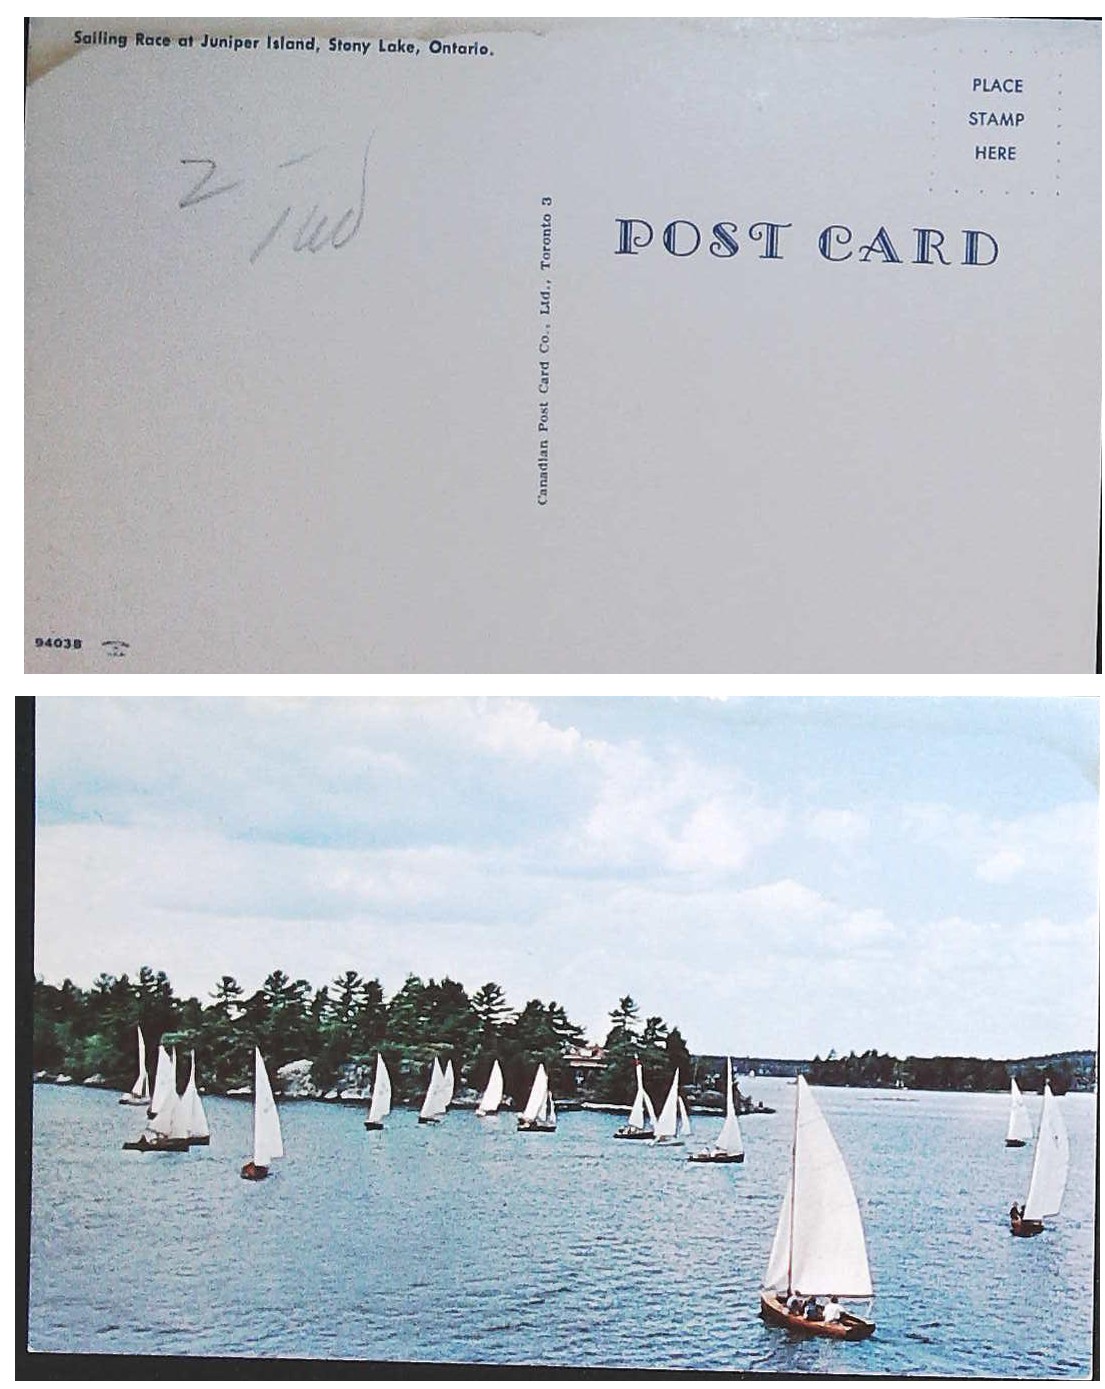 Sailing Race at Juniper Island, Stony Lake, Ontario.
PLACE
STAMP
HERE
2
POST CARD
Canadian Post Card Co., Ltd., Toronto 3
94038